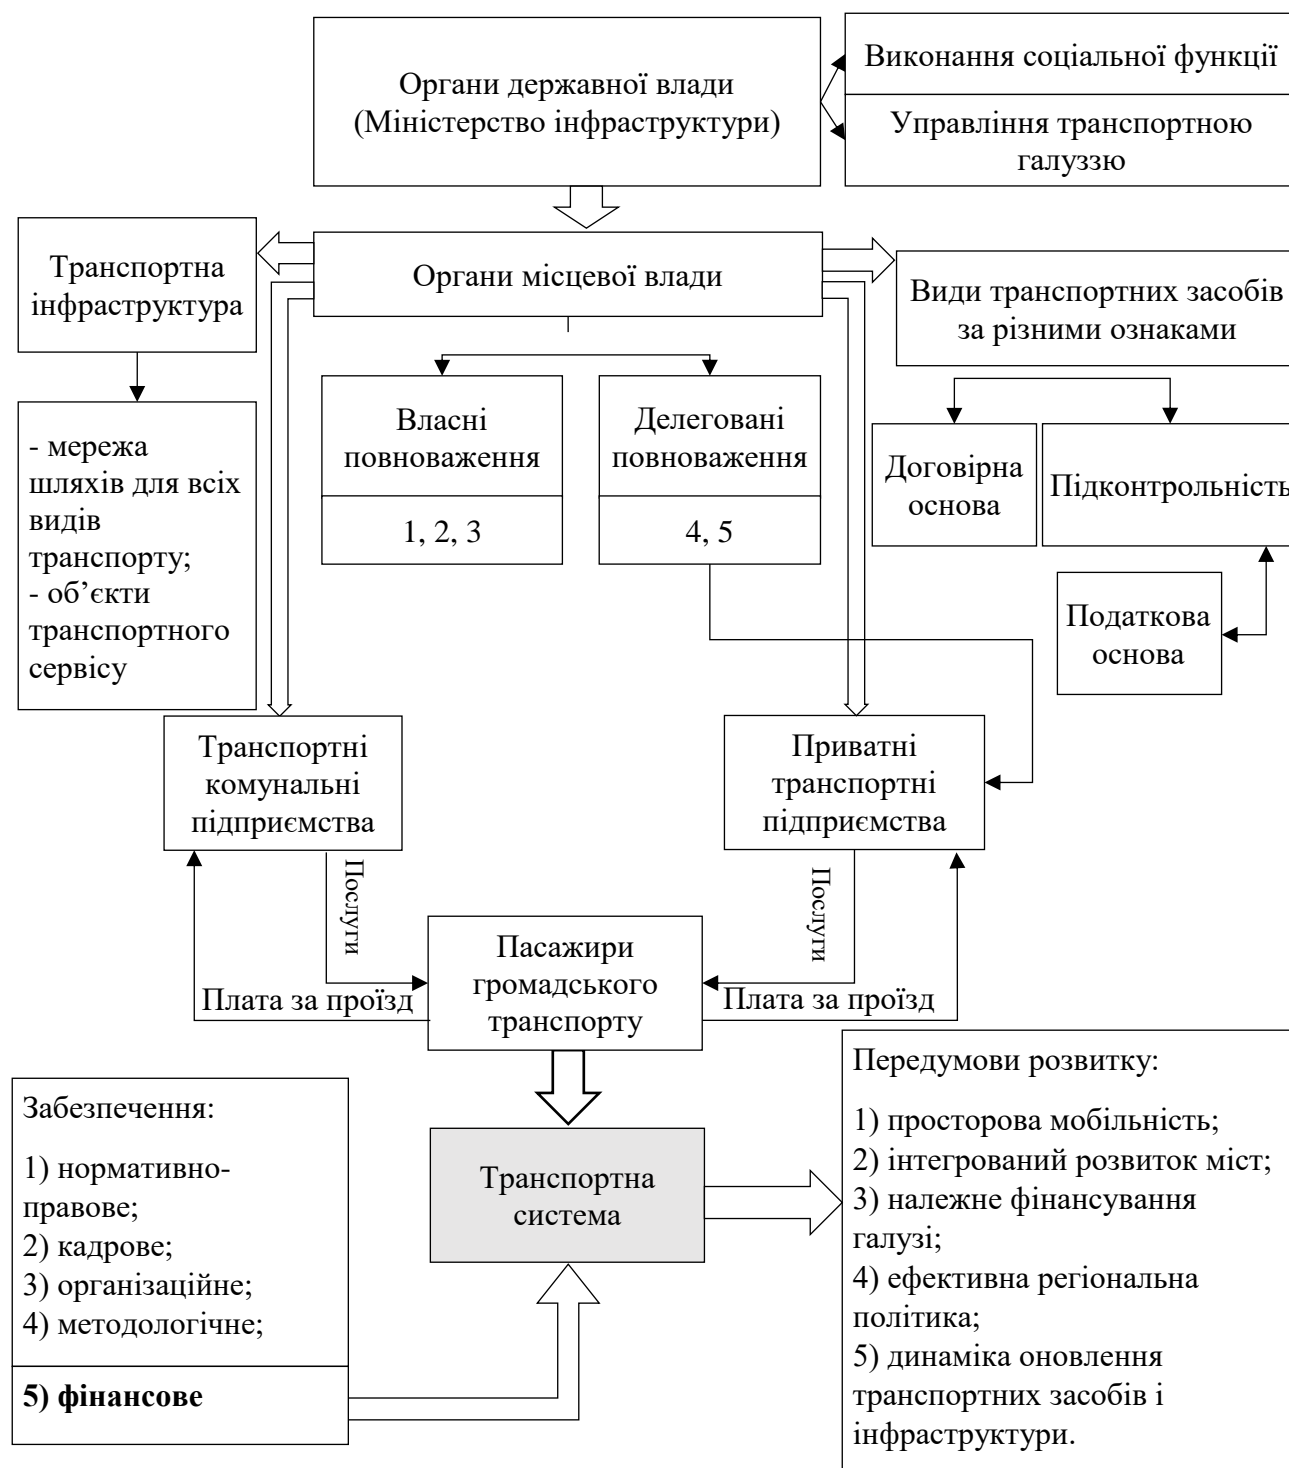 Органи державної влади
(Міністерство інфраструктури)
Виконання соціальної функції
Управління транспортною
галуззю
Транспортна
інфраструктура
Органи місцевої влади
Види транспортних засобів
за різними ознаками
- мережа
шляхів для всіх
видів
транспорту;
- об’єкти
транспортного
сервісу
Власні
повноваження
1, 2, 3
Делеговані
повноваження
4, 5
Договірна
основа
Підконтрольність
Податкова
основа
Транспортні
комунальні
підприємства
Приватні
транспортні
підприємства
Послуги
Послуги
Пасажири
громадського
транспорту
Плата за проїзд
Плата за проїзд
Забезпечення:
1) нормативно-
правове;
2) кадрове;
3) організаційне;
4) методологічне;
5) фінансове
Транспортна
система
Передумови розвитку:
1) просторова мобільність;
2) інтегрований розвиток міст;
3) належне фінансування
галузі;
4) ефективна регіональна
політика;
5) динаміка оновлення
транспортних засобів і
інфраструктури.